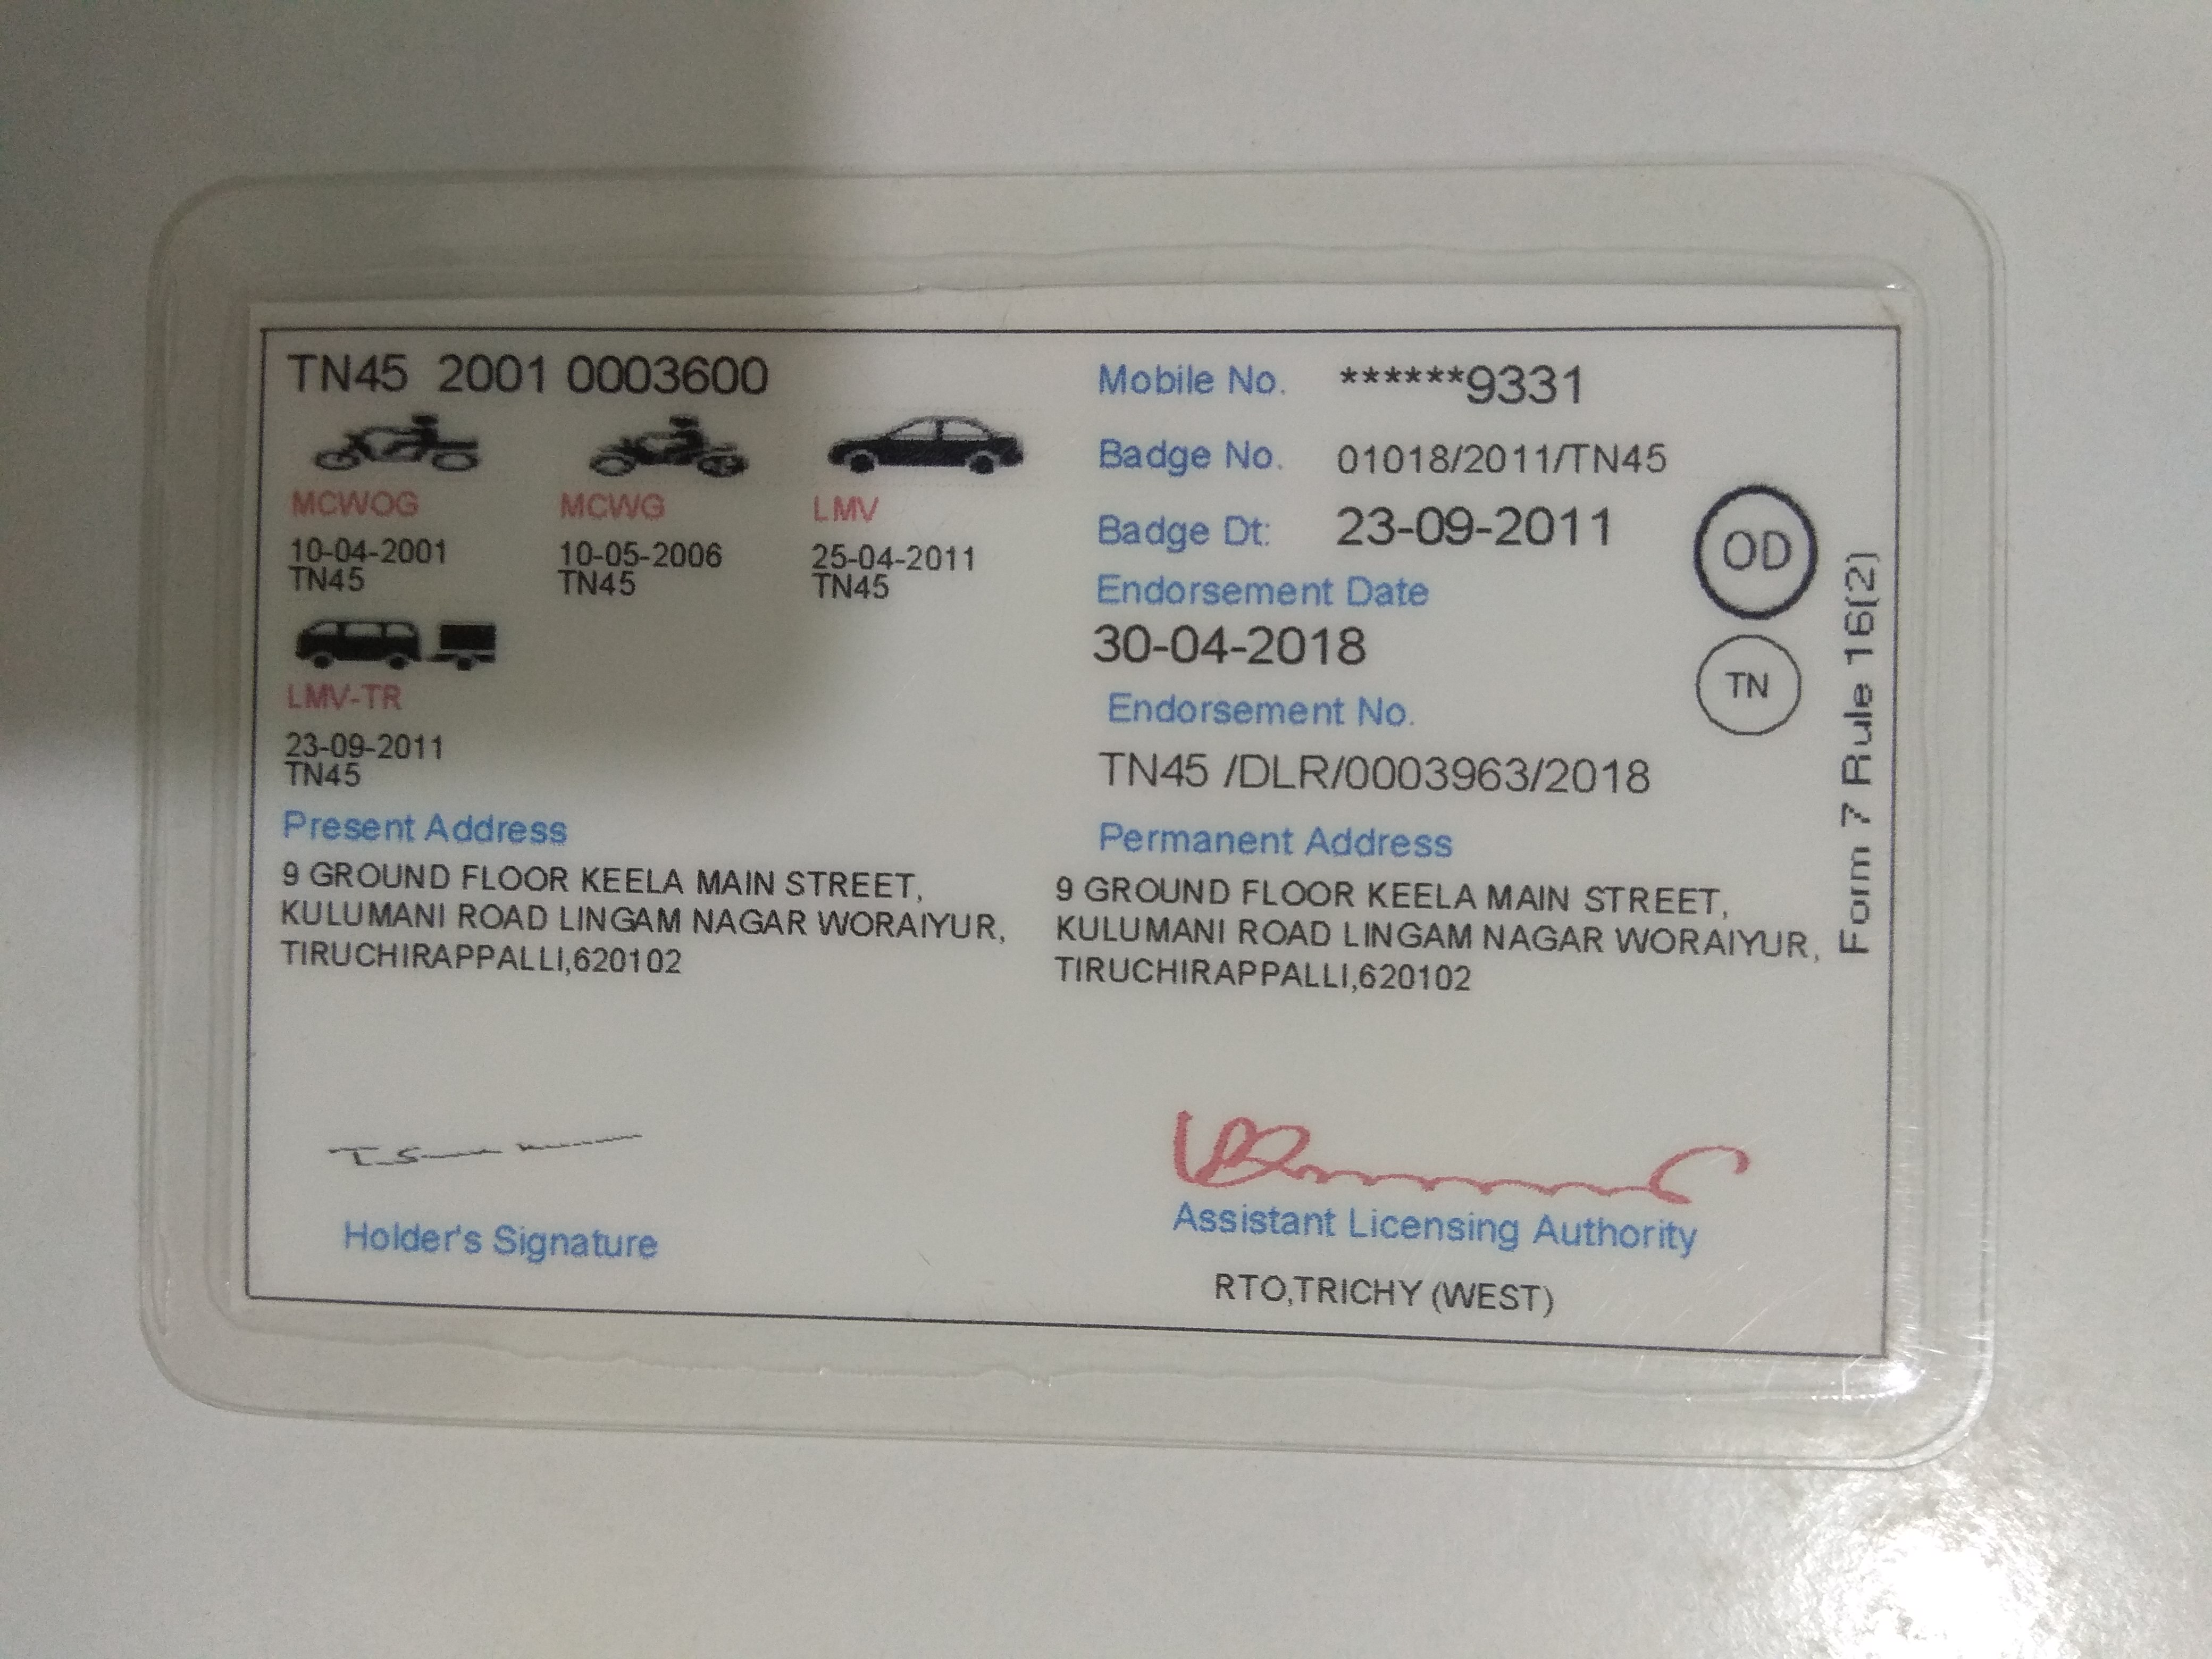 TN45 2001 0003600
MCWOG MCWG LMV
10-04-2001 10-05-2006 25-04-2011
TN45 TN45 TN45
LMV-TR
23-09-2011
TN45
Present Address
9 GROUND FLOOR KEELA MAIN STREET,
KULUMANI ROAD LINGAM NAGAR WORAIYUR,
TIRUCHIRAPPALLI,620102
Holder's Signature
Mobile No. ******9331
Badge No. 01018/2011/TN45
Badge Dt: 23-09-2011
Endorsement Date
30-04-2018
Endorsement No.
TN45 /DLR/0003963/2018
OD
TN
Form 7 Rule 16(2)
Permanent Address
9 GROUND FLOOR KEELA MAIN STREET,
KULUMANI ROAD LINGAM NAGAR WORAIYUR,
TIRUCHIRAPPALLI,620102
Assistant Licensing Authority
RTO,TRICHY (WEST)